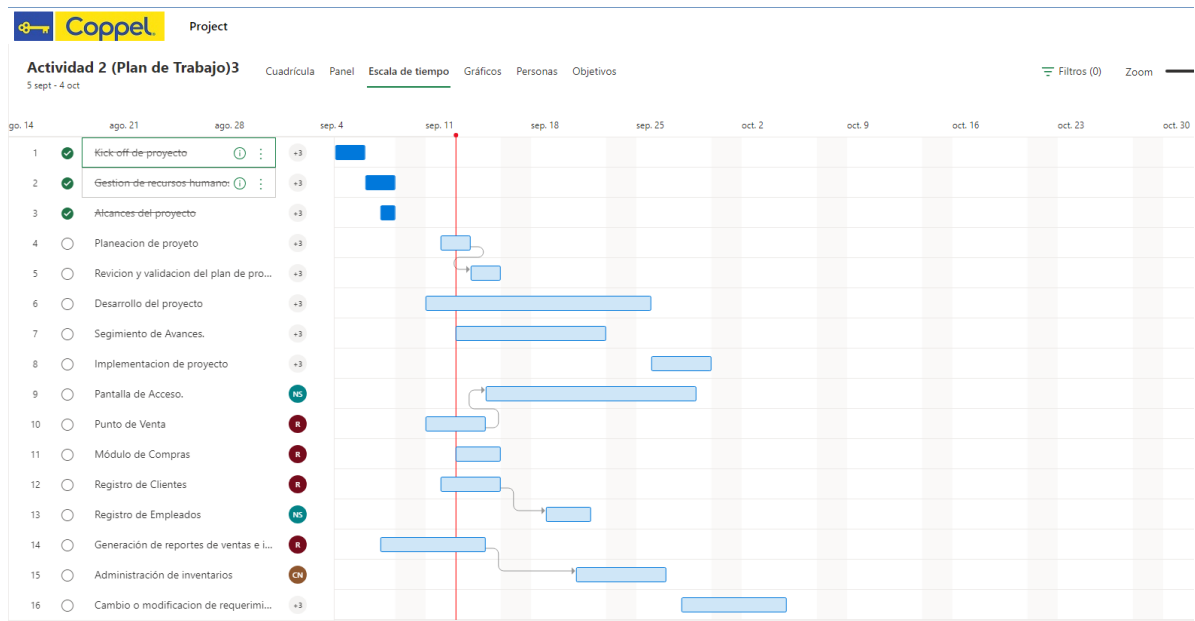 Coppel. Project
Actividad 2 (Plan de Trabajo)3 Cuadrícula Panel Escala de tiempo Gráficos Personas Objetivos Filtros (0) Zoom
5 sept - 4 oct
go. 14 ago. 21 ago. 28 sep. 4 sep. 11 sep. 18 sep. 25 oct. 2 oct. 9 oct. 16 oct. 23 oct. 30
1 Kick off de proyecto +3
2 Gestion de recursos humano: +3
3 Alcances del proyecto +3
4 Planeacion de proyeto +3
5 Revicion y validacion del plan de pro... +3
6 Desarrollo del proyecto +3
7 Segimiento de Avances. +3
8 Implementacion de proyecto +3
9 Pantalla de Acceso. NS
10 Punto de Venta R
11 Módulo de Compras R
12 Registro de Clientes R
13 Registro de Empleados NS
14 Generación de reportes de ventas e i... R
15 Administración de inventarios CN
16 Cambio o modificacion de requerimi... +3